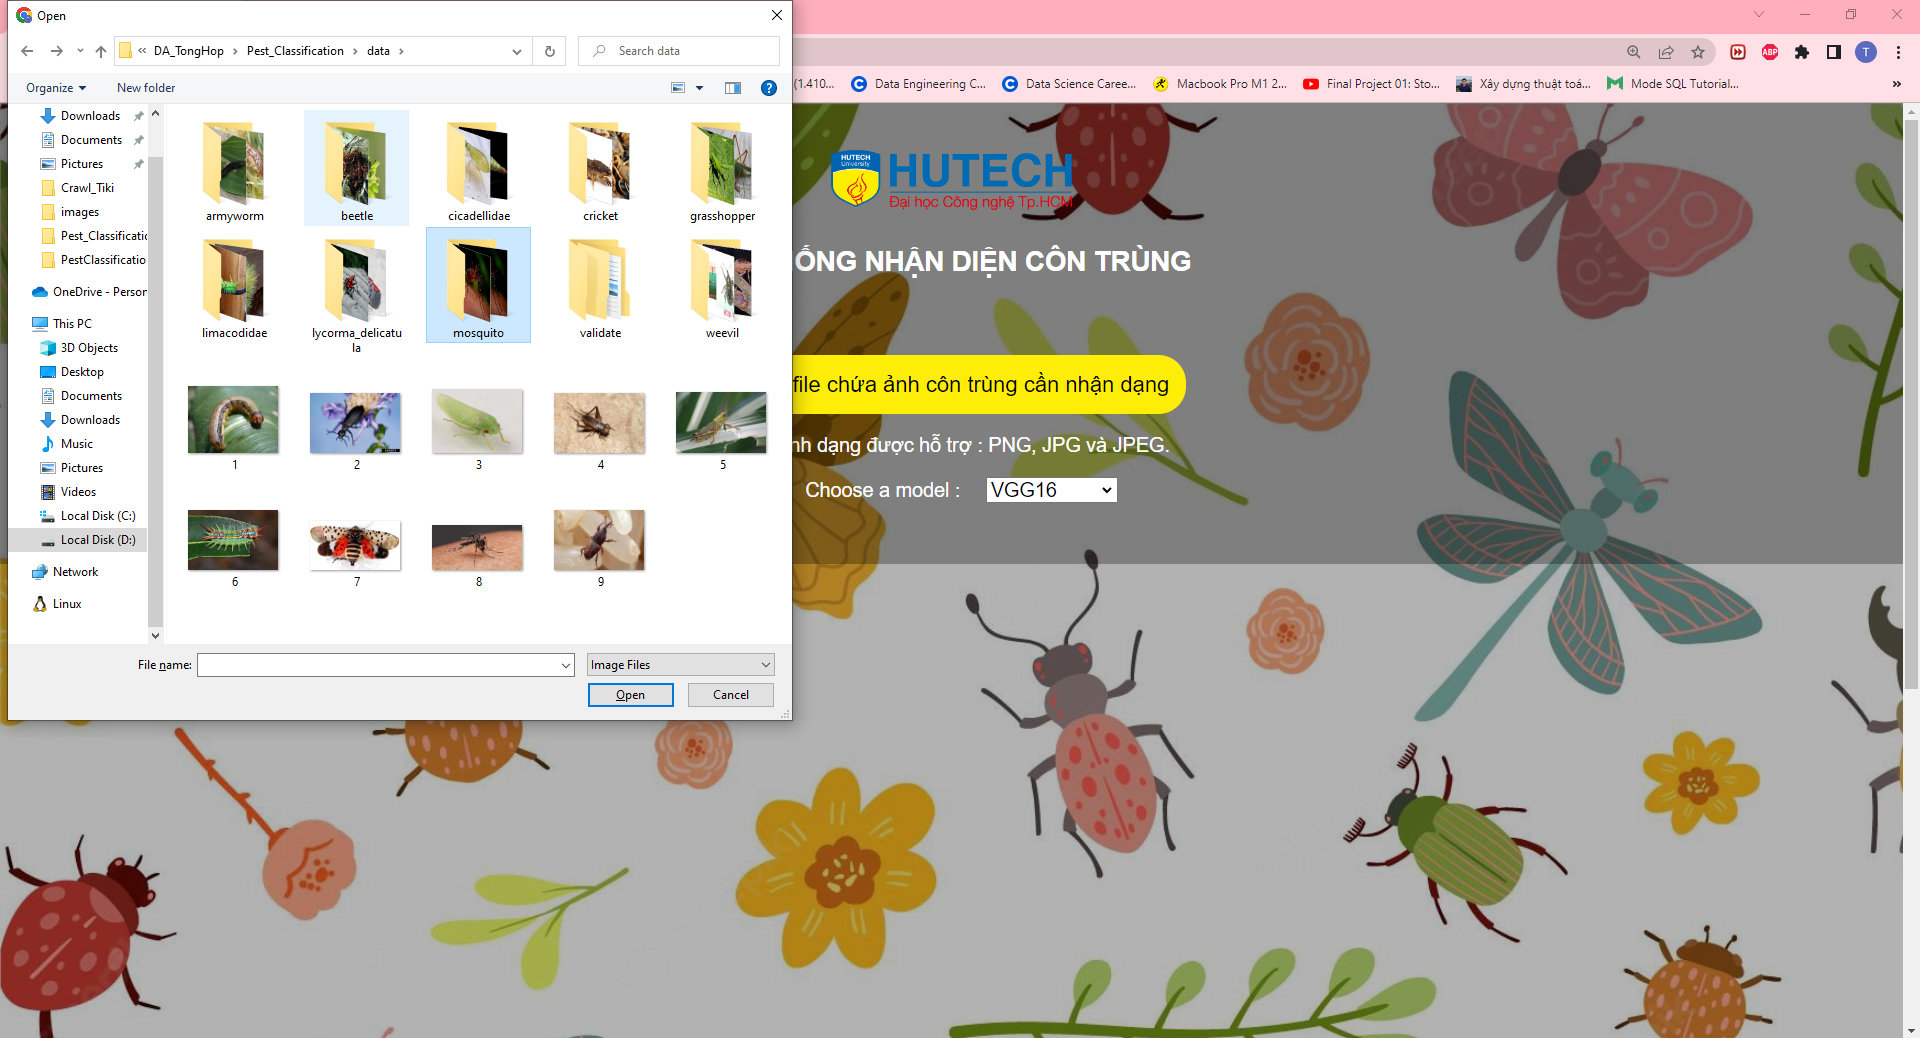 Open
« DA_TongHop › Pest_Classification › data ›
Search data
Organize
New folder
Downloads
Documents
Pictures
Crawl_Tiki
images
Pest_Classificatio
PestClassificatio
OneDrive - Person
This PC
3D Objects
Desktop
Documents
Downloads
Music
Pictures
Videos
Local Disk (C:)
Local Disk (D:)
Network
Linux
armyworm
beetle
cicadellidae
cricket
grasshopper
limacodidae
lycorma_delicatu
la
mosquito
validate
weevil
1
2
3
4
5
6
7
8
9
File name:
Image Files
Open
Cancel
ABP
T
(1.410...
Data Engineering C...
Data Science Caree...
Macbook Pro M1 2...
Final Project 01: Sto...
Xây dựng thuật toá...
Mode SQL Tutorial...
»
HUTECH
University
HUTECH
Đại học Công nghệ Tp.HCM
ỐNG NHẬN DIỆN CÔN TRÙNG
file chứa ảnh côn trùng cần nhận dạng
nh dạng được hỗ trợ : PNG, JPG và JPEG.
Choose a model :
VGG16